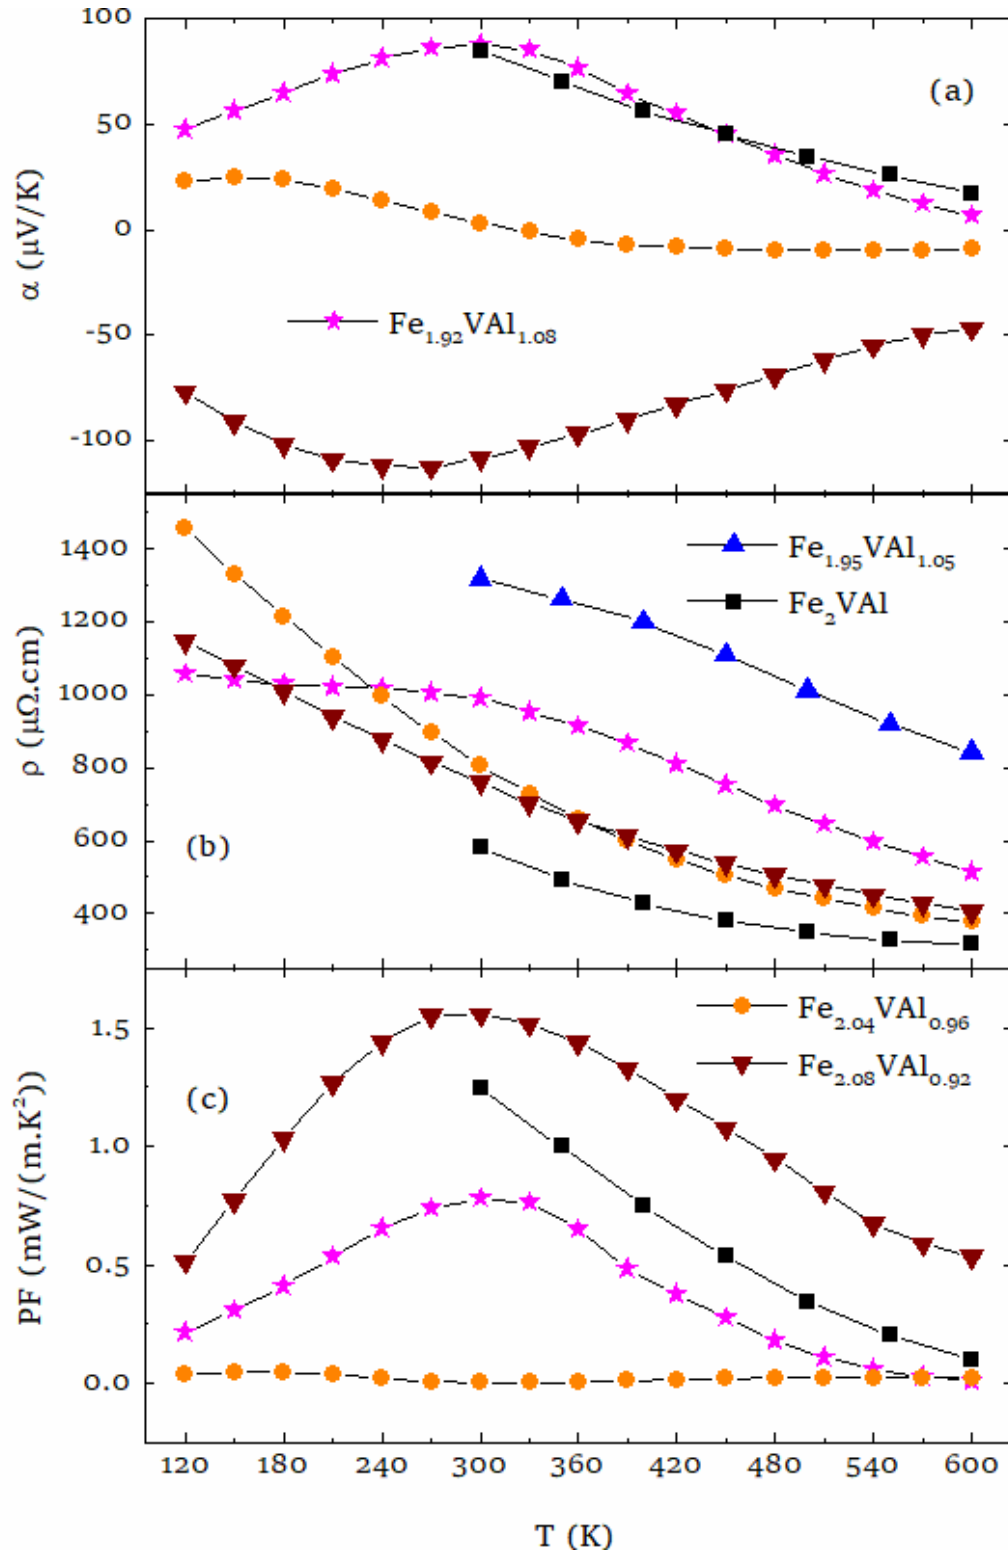 100
50
0
-50
-100
α (µV/K)
(a)
Fe₁.₉₂VAl₁.₀₈
1400
1200
1000
800
600
400
ρ (µΩ.cm)
Fe₁.₉₅VAl₁.₀₅
Fe₂VAl
(b)
1.5
1.0
0.5
0.0
PF (mW/(m.K²))
Fe₂.₀₄VAl₀.₉₆
Fe₂.₀₈VAl₀.₉₂
(c)
120 180 240 300 360 420 480 540 600
T (K)